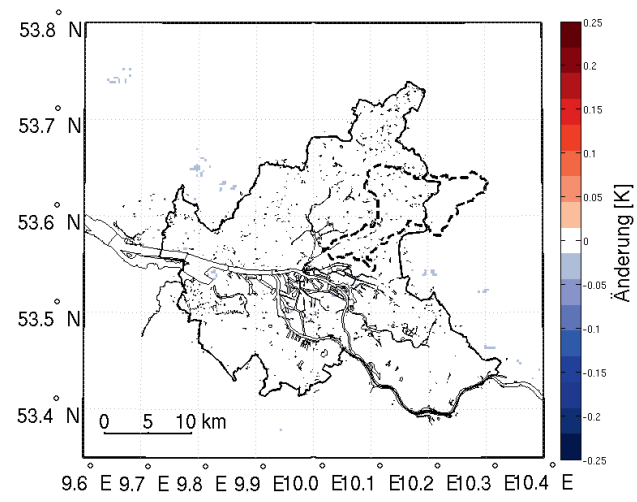 53.8° N
53.7° N
53.6° N
53.5° N
53.4° N
0 5 10 km
9.6° E 9.7° E 9.8° E 9.9° E 10.0° E 10.1° E 10.2° E 10.3° E 10.4° E
0.25
0.2
0.15
0.1
0.05
0
-0.05
-0.1
-0.15
-0.2
-0.25
Änderung [K]